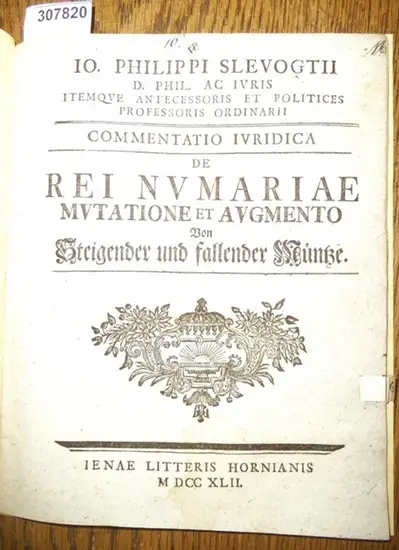 307820
10.
IO. PHILIPPI SLEVOGTII
D. PHIL. AC IVRIS
ITEMQVE ANTECESSORIS ET POLITICES
PROFESSORIS ORDINARII
COMMENTATIO IVRIDICA
DE
REI NVMARIAE
MVTATIONE ET AVGMENTO
Von
Steigender und fallender Müntze.
IENAE LITTERIS HORNIANIS
M DCC XLII.